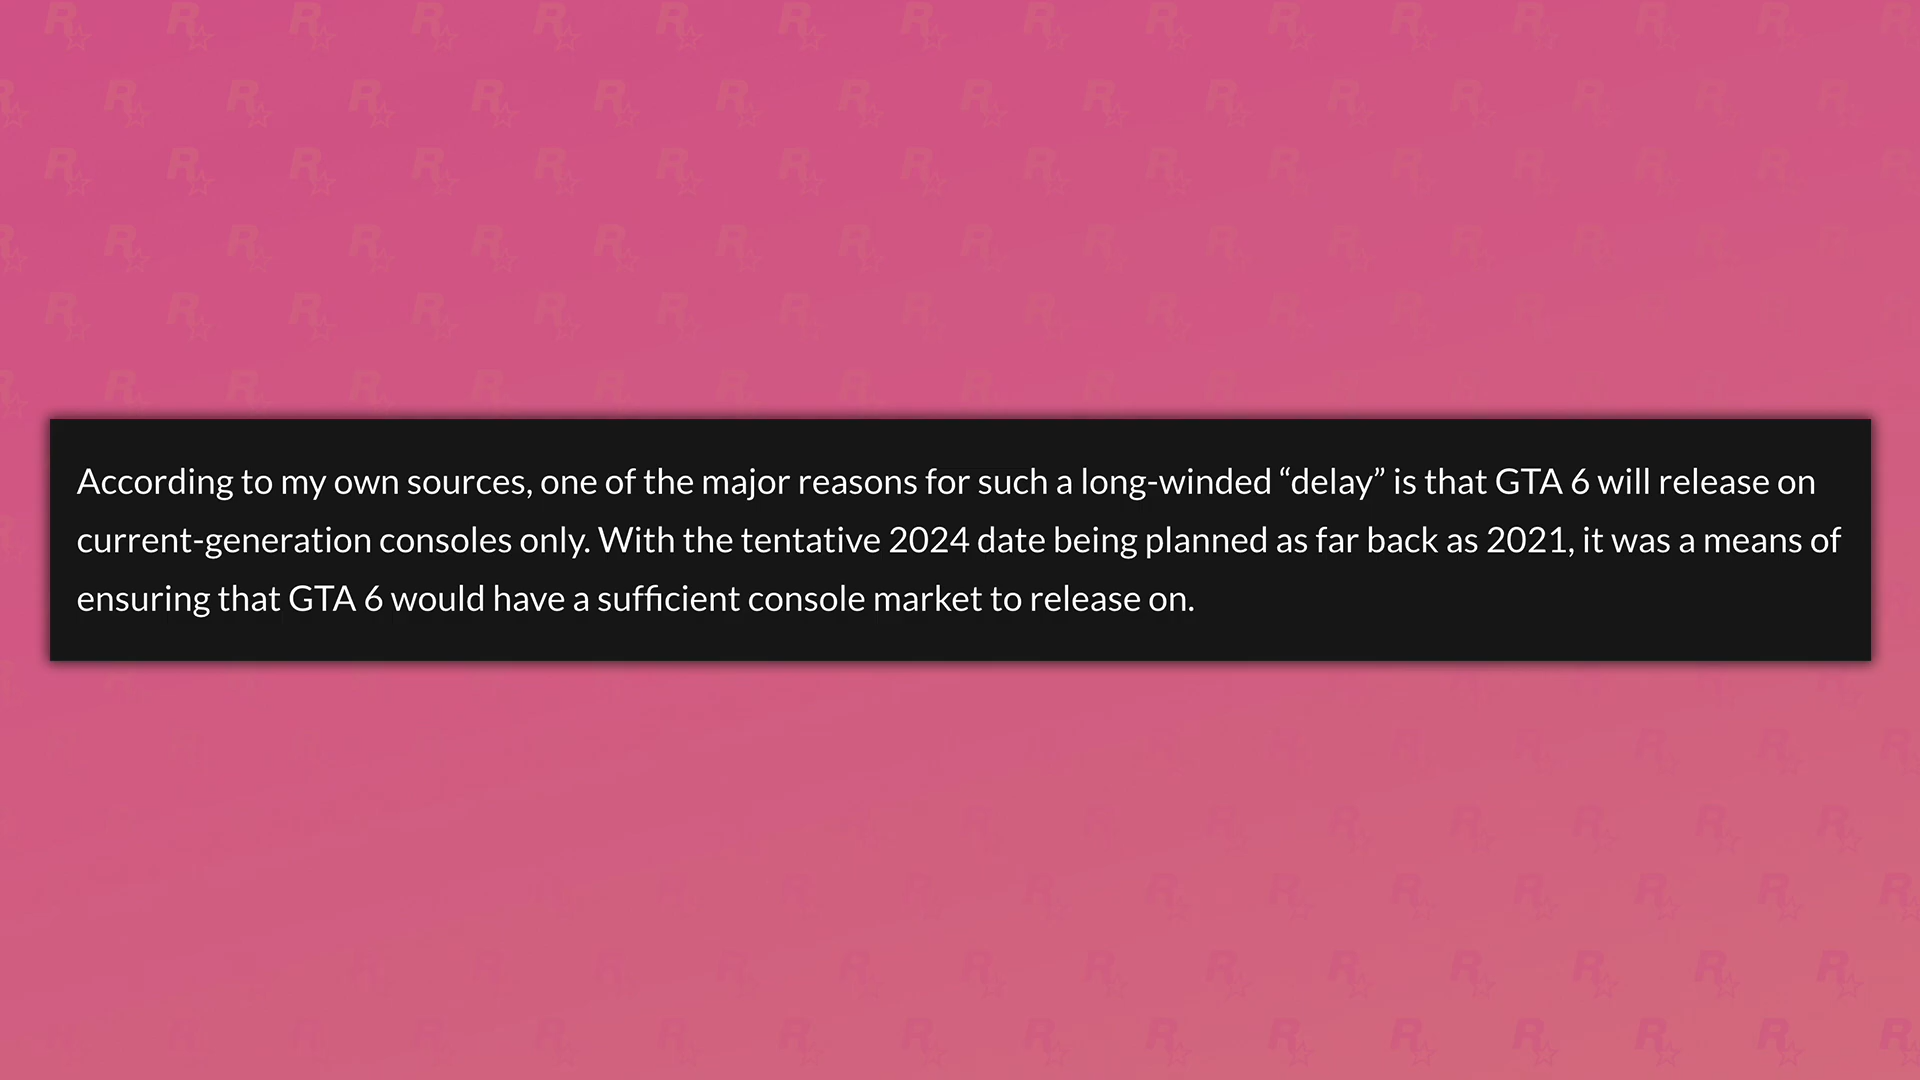 According to my own sources, one of the major reasons for such a long-winded “delay” is that GTA 6 will release on
current-generation consoles only. With the tentative 2024 date being planned as far back as 2021, it was a means of
ensuring that GTA 6 would have a sufficient console market to release on.